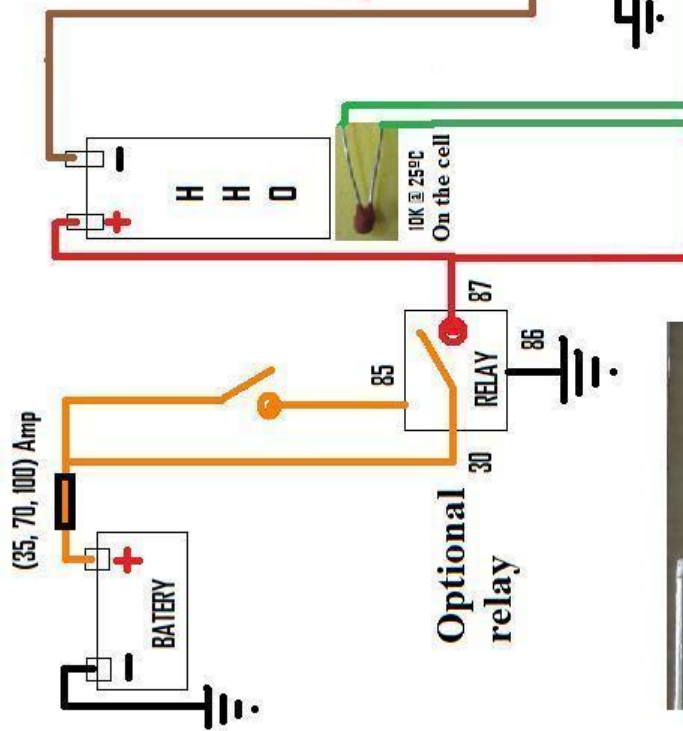 (35, 70, 100) Amp
BATERY
H H O
10K @ 25ºC
On the cell
85
87
RELAY
86
30
Optional
relay